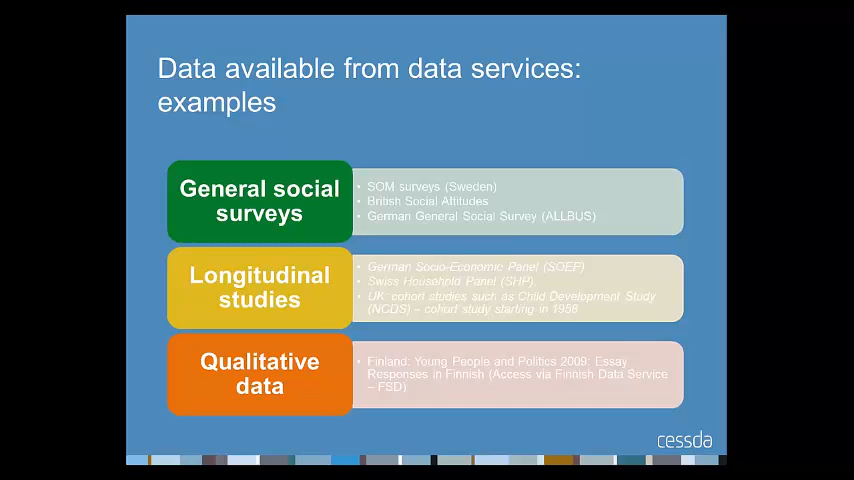 Data available from data services:
examples
General social
surveys
• SOM surveys (Sweden)
• British Social Attitudes
• German General Social Survey (ALLBUS)
Longitudinal
studies
• German Socio-Economic Panel (SOEP)
• Swiss Household Panel (SHP),
• UK: cohort studies such as Child Development Study
(NCDS) – cohort study starting in 1958
Qualitative
data
• Finland: Young People and Politics 2009: Essay
Responses in Finnish (Access via Finnish Data Service
– FSD)
cessda